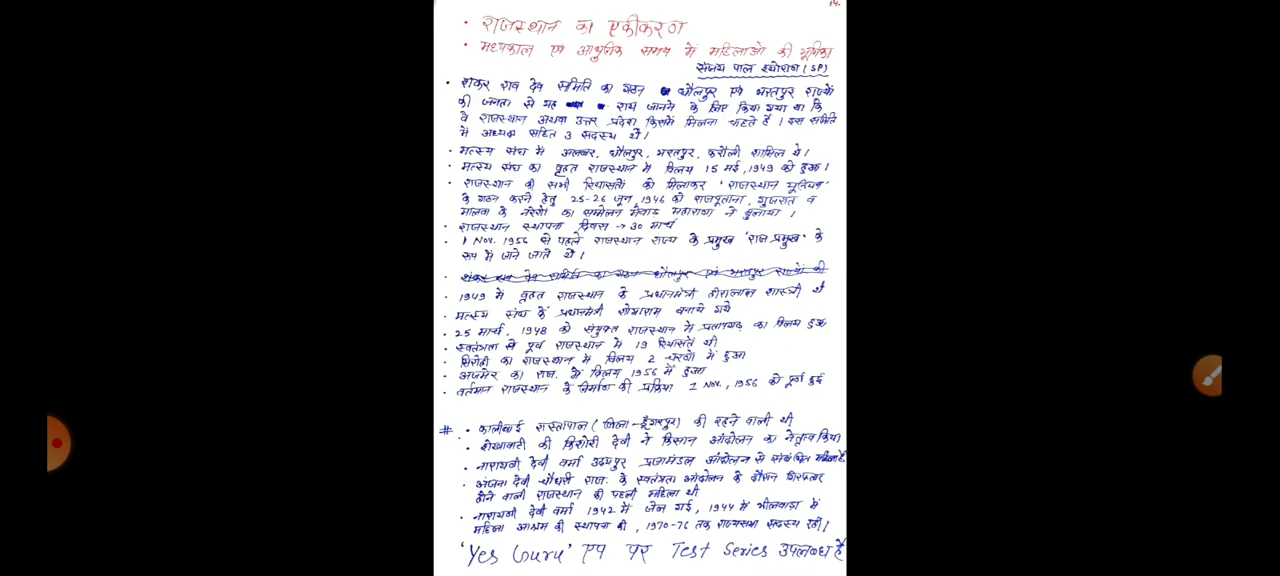 14.
• राजस्थान का एकीकरण
• मध्यकाल एवं आधुनिक समय में महिलाओ की भूमिका
संजय पाल श्योराण (SP)
• शंकर राव देव समिति का गठन धौलपुर एवं भरतपुर राज्यों
की जनता से यह राय जानने के लिए किया गया था कि
वे राजस्थान अथवा उत्तर प्रदेश किसमें मिलना चाहते हैं। इस समिति
में अध्यक्ष सहित 3 सदस्य थे।
• मत्स्य संघ में अलवर, धौलपुर, भरतपुर, करौली शामिल थे।
• मत्स्य संघ का वृहत राजस्थान में विलय 15 मई, 1949 को हुआ।
• राजस्थान की सभी रियासतों को मिलाकर 'राजस्थान यूनियन'
के गठन करने हेतु 25-26 जून, 1946 को राजपूताना, गुजरात व
मालवा के नरेशों का सम्मेलन मेवाड़ महाराणा ने बुलाया।
• राजस्थान स्थापना दिवस → 30 मार्च
• 1 Nov. 1956 से पहले राजस्थान राज्य के प्रमुख 'राज प्रमुख' के
रूप में जाने जाते थे।
• शंकर राव देव समिति का गठन धौलपुर एवं भरतपुर राज्यों की
• 1949 में वृहत राजस्थान के प्रधानमंत्री हीरालाल शास्त्री थे
• मत्स्य संघ के प्रधानमंत्री शोभाराम बनाये गये
• 25 मार्च, 1948 को संयुक्त राजस्थान में प्रतापगढ़ का विलय हुआ
• स्वतंत्रता से पूर्व राजस्थान में 19 रियासतें थी
• सिरोही का राजस्थान में विलय 2 चरणों में हुआ
• अजमेर का राज. में विलय 1956 में हुआ
• वर्तमान राजस्थान के निर्माण की प्रक्रिया 1 Nov., 1956 को पूर्ण हुई
# • कालीबाई रास्तापाल (जिला-डूंगरपुर) की रहने वाली थी
• शेखावाटी की किशोरी देवी ने किसान आंदोलन का नेतृत्व किया
• नारायणी देवी वर्मा उदयपुर प्रजामंडल आंदोलन से संबंधित महिला है
• अंजना देवी चौधरी राज. के स्वतंत्रता आंदोलन के दौरान गिरफ्तार
होने वाली राजस्थान की पहली महिला थी
• नारायणी देवी वर्मा 1942 में जेल गई, 1944 में भीलवाड़ा में
महिला आश्रम की स्थापना की, 1970-76 तक राज्यसभा सदस्य रहीं।
'Yes Guru' एप पर Test Series उपलब्ध है